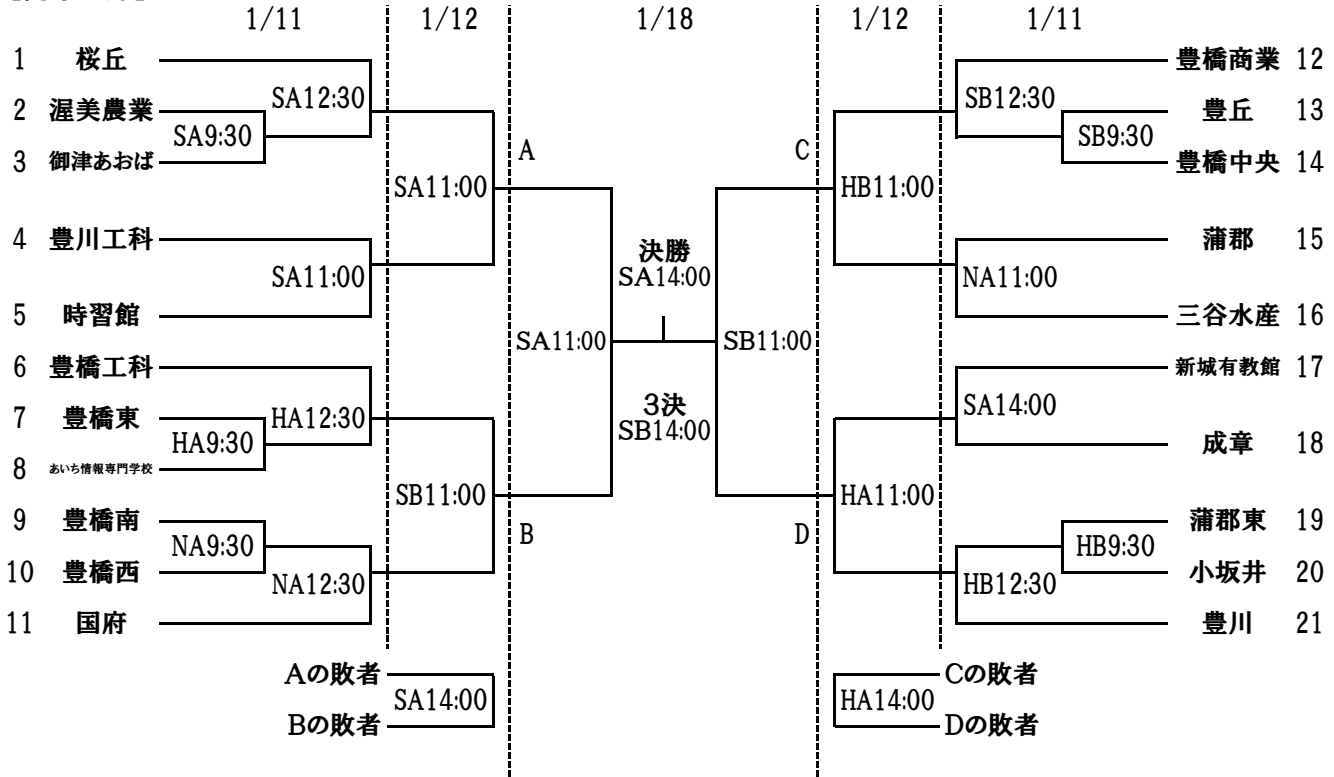 1/11 1/12 1/18 1/12 1/11
1 桜丘
SA12:30
2 渥美農業
SA9:30
3 御津あおば
SA11:00
A
4 豊川工科
SA11:00
5 時習館
6 豊橋工科
HA12:30
7 豊橋東
HA9:30
8 あいち情報専門学校
SB11:00
B
9 豊橋南
NA9:30
10 豊橋西
NA12:30
11 国府
SA11:00
決勝
SA14:00
3決
SB14:00
SB11:00
豊橋商業 12
SB12:30
豊丘 13
SB9:30
豊橋中央 14
C
HB11:00
蒲郡 15
NA11:00
三谷水産 16
新城有教館 17
SA14:00
成章 18
HA11:00
D
蒲郡東 19
HB9:30
小坂井 20
HB12:30
豊川 21
Aの敗者
SA14:00
Bの敗者
Cの敗者
HA14:00
Dの敗者